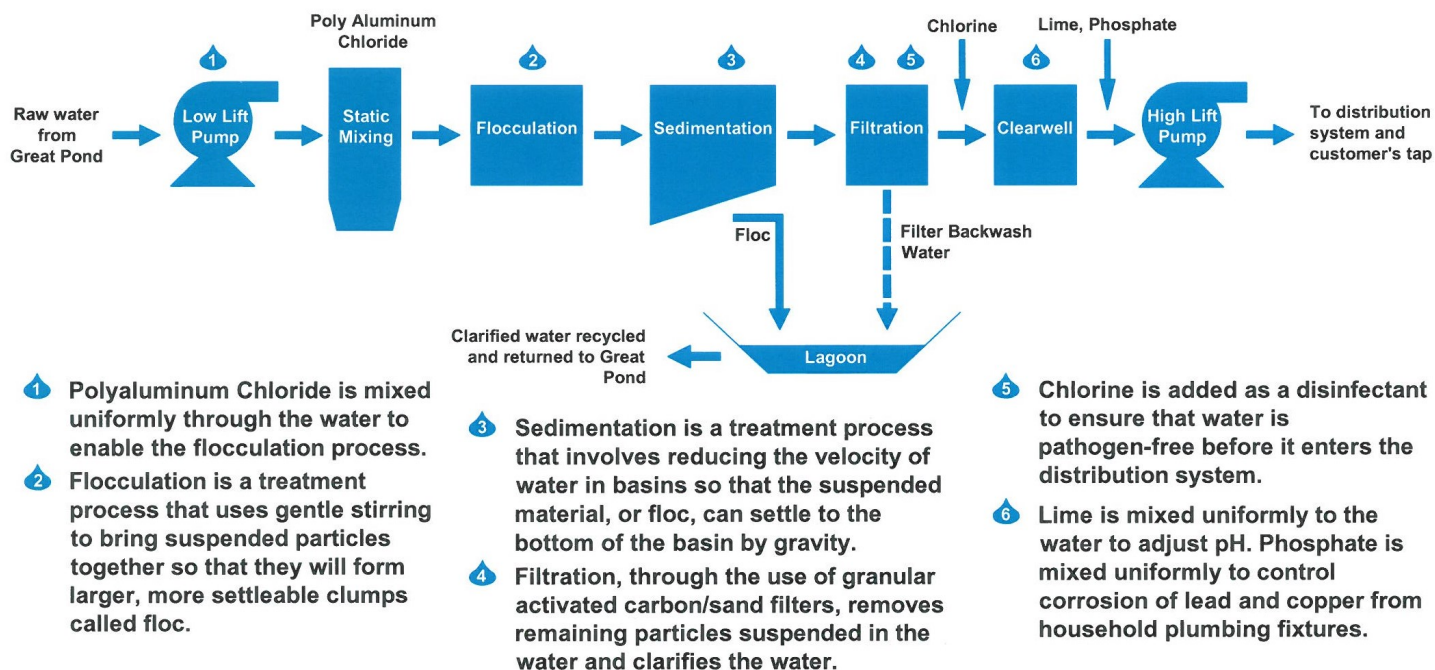 Poly Aluminum
Chloride
Chlorine
Lime, Phosphate
1
2
3
4
5
6
Raw water
from
Great Pond
Low Lift
Pump
Static
Mixing
Flocculation
Sedimentation
Filtration
Clearwell
High Lift
Pump
To distribution
system and
customer's tap
Floc
Filter Backwash
Water
Clarified water recycled
and returned to Great
Pond
Lagoon
1 Polyaluminum Chloride is mixed
uniformly through the water to
enable the flocculation process.
2 Flocculation is a treatment
process that uses gentle stirring
to bring suspended particles
together so that they will form
larger, more settleable clumps
called floc.
3 Sedimentation is a treatment process
that involves reducing the velocity of
water in basins so that the suspended
material, or floc, can settle to the
bottom of the basin by gravity.
4 Filtration, through the use of granular
activated carbon/sand filters, removes
remaining particles suspended in the
water and clarifies the water.
5 Chlorine is added as a disinfectant
to ensure that water is
pathogen-free before it enters the
distribution system.
6 Lime is mixed uniformly to the
water to adjust pH. Phosphate is
mixed uniformly to control
corrosion of lead and copper from
household plumbing fixtures.